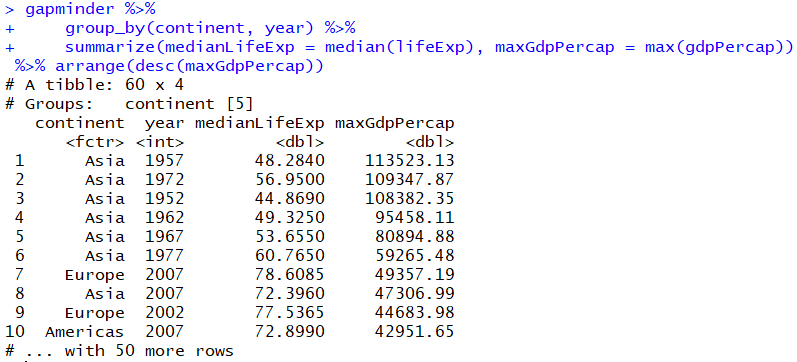 > gapminder %>%
+     group_by(continent, year) %>%
+     summarize(medianLifeExp = median(lifeExp), maxGdpPercap = max(gdpPercap))
 %>% arrange(desc(maxGdpPercap))
# A tibble: 60 x 4
# Groups:   continent [5]
   continent  year medianLifeExp maxGdpPercap
      <fctr> <int>         <dbl>        <dbl>
 1      Asia  1957       48.2840    113523.13
 2      Asia  1972       56.9500    109347.87
 3      Asia  1952       44.8690    108382.35
 4      Asia  1962       49.3250     95458.11
 5      Asia  1967       53.6550     80894.88
 6      Asia  1977       60.7650     59265.48
 7    Europe  2007       78.6085     49357.19
 8      Asia  2007       72.3960     47306.99
 9    Europe  2002       77.5365     44683.98
10  Americas  2007       72.8990     42951.65
# ... with 50 more rows